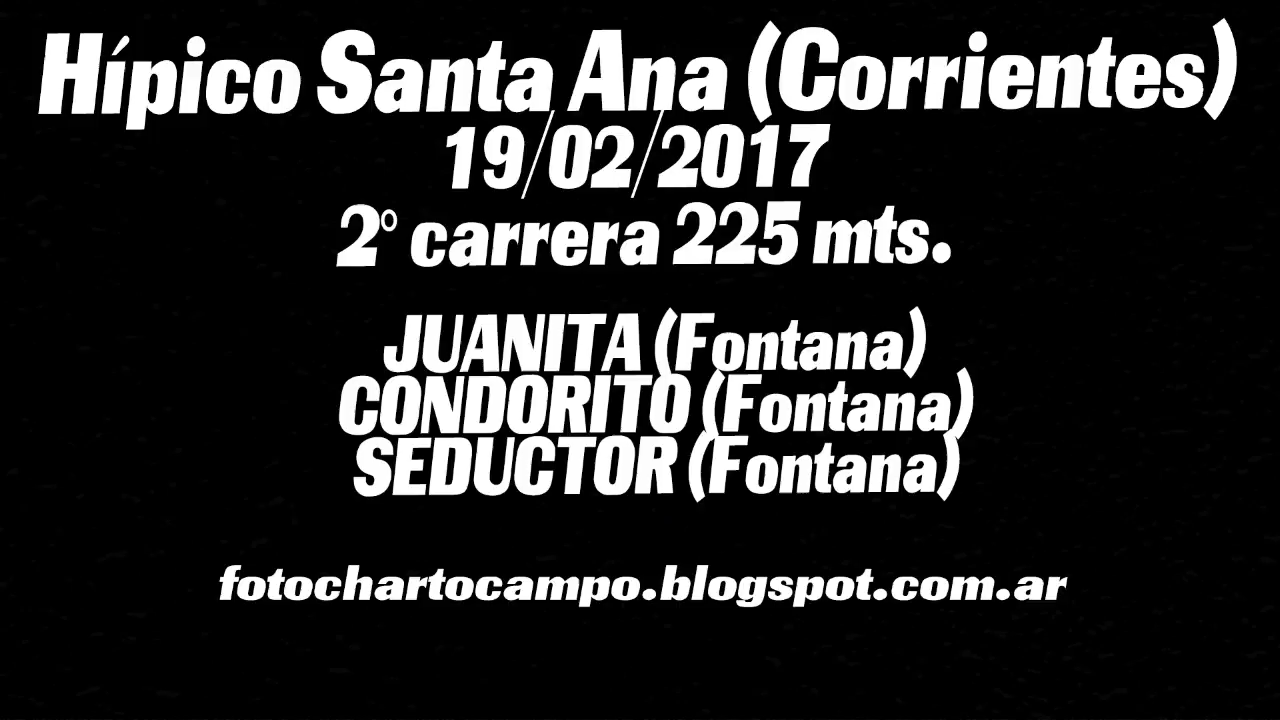 Hípico Santa Ana (Corrientes)
19/02/2017
2º carrera 225 mts.
JUANITA (Fontana)
CONDORITO (Fontana)
SEDUCTOR (Fontana)
fotochartocampo.blogspot.com.ar